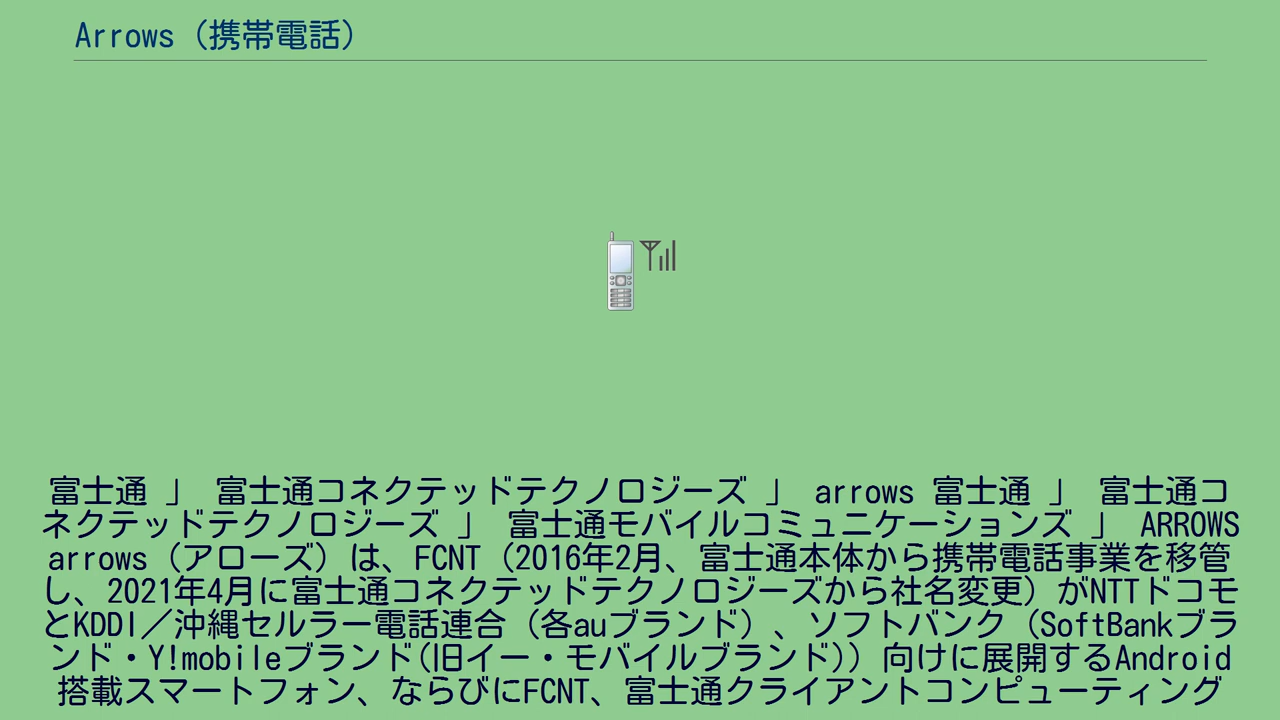 Arrows (携帯電話)
富士通 」 富士通コネクテッドテクノロジーズ 」 arrows 富士通 」 富士通コ
ネクテッドテクノロジーズ 」 富士通モバイルコミュニケーションズ 」 ARROWS
arrows（アローズ）は、FCNT（2016年2月、富士通本体から携帯電話事業を移管
し、2021年4月に富士通コネクテッドテクノロジーズから社名変更）がNTTドコモ
とKDDI／沖縄セルラー電話連合（各auブランド）、ソフトバンク（SoftBankブラ
ンド・Y!mobileブランド(旧イー・モバイルブランド)）向けに展開するAndroid
搭載スマートフォン、ならびにFCNT、富士通クライアントコンピューティング